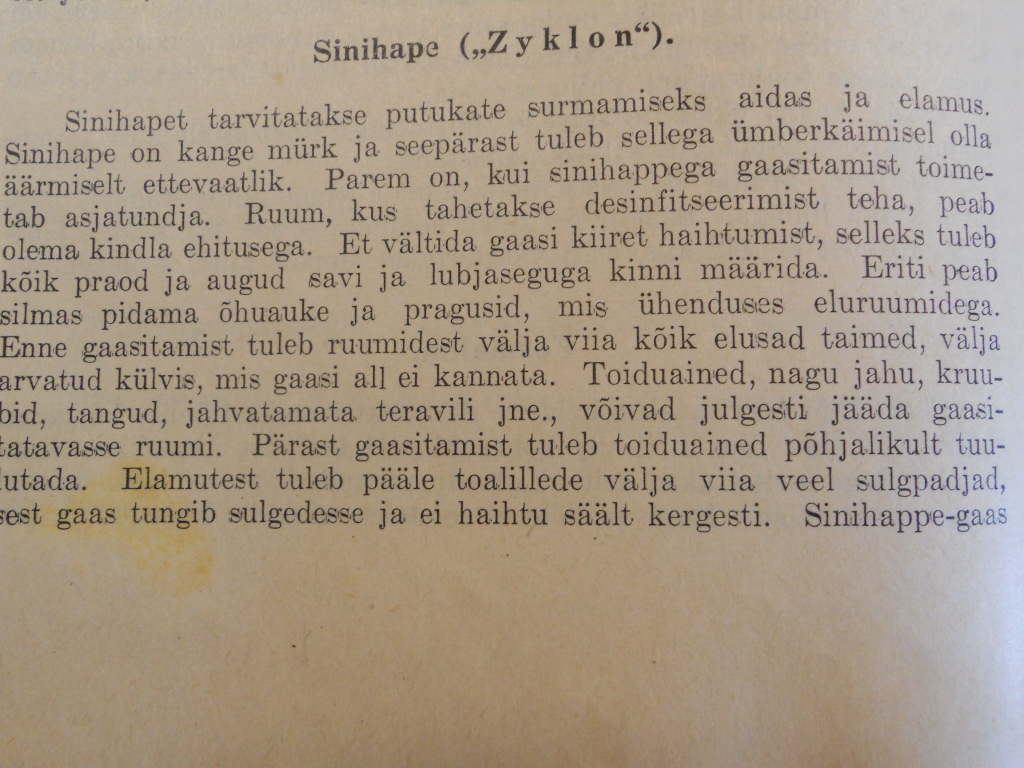 Sinihape („Zyklon“).
Sinihapet tarvitatakse putukate surmamiseks aidas ja elamus.
Sinihape on kange mürk ja seepärast tuleb sellega ümberkäimisel olla
äärmiselt ettevaatlik. Parem on, kui sinihappega gaasitamist toime-
tab asjatundja. Ruum, kus tahetakse desinfitseerimist teha, peab
olema kindla ehitusega. Et vältida gaasi kiiret haihtumist, selleks tuleb
kõik praod ja augud savi ja lubjaseguga kinni määrida. Eriti peab
silmas pidama õhuauke ja pragusid, mis ühenduses eluruumidega.
Enne gaasitamist tuleb ruumidest välja viia kõik elusad taimed, välja
arvatud külvis, mis gaasi all ei kannata. Toiduained, nagu jahu, kruu-
bid, tangud, jahvatamata teravili jne., võivad julgesti jääda gaasi-
tatavasse ruumi. Pärast gaasitamist tuleb toiduained põhjalikult tuu-
lutada. Elamutest tuleb pääle toalillede välja viia veel sulgpadjad,
sest gaas tungib sulgedesse ja ei haihtu säält kergesti. Sinihappe-gaas